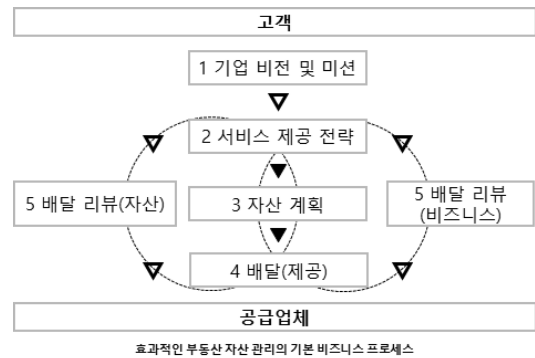 고객
1 기업 비전 및 미션
2 서비스 제공 전략
5 배달 리뷰(자산)
3 자산 계획
5 배달 리뷰
(비즈니스)
4 배달(제공)
공급업체
효과적인 부동산 자산 관리의 기본 비즈니스 프로세스